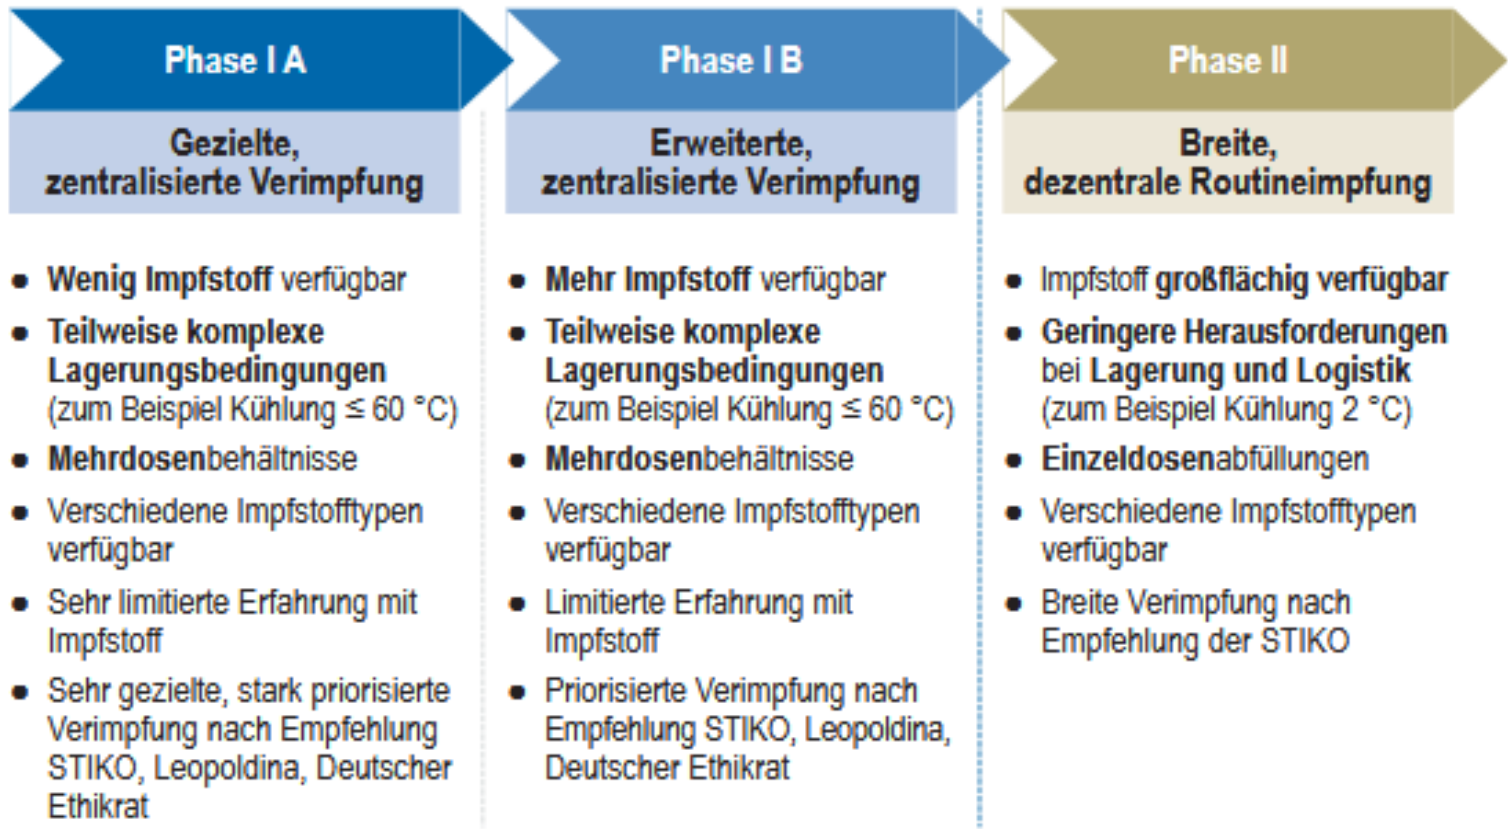 Phase I A
Gezielte,
zentralisierte Verimpfung
• Wenig Impfstoff verfügbar
• Teilweise komplexe
Lagerungsbedingungen
(zum Beispiel Kühlung ≤ 60 °C)
• Mehrdosenbehältnisse
• Verschiedene Impfstofftypen
verfügbar
• Sehr limitierte Erfahrung mit
Impfstoff
• Sehr gezielte, stark priorisierte
Verimpfung nach Empfehlung
STIKO, Leopoldina, Deutscher
Ethikrat
Phase I B
Erweiterte,
zentralisierte Verimpfung
• Mehr Impfstoff verfügbar
• Teilweise komplexe
Lagerungsbedingungen
(zum Beispiel Kühlung ≤ 60 °C)
• Mehrdosenbehältnisse
• Verschiedene Impfstofftypen
verfügbar
• Limitierte Erfahrung mit
Impfstoff
• Priorisierte Verimpfung nach
Empfehlung STIKO, Leopoldina,
Deutscher Ethikrat
Phase II
Breite,
dezentrale Routineimpfung
• Impfstoff großflächig verfügbar
• Geringere Herausforderungen
bei Lagerung und Logistik
(zum Beispiel Kühlung 2 °C)
• Einzeldosenabfüllungen
• Verschiedene Impfstofftypen
verfügbar
• Breite Verimpfung nach
Empfehlung der STIKO